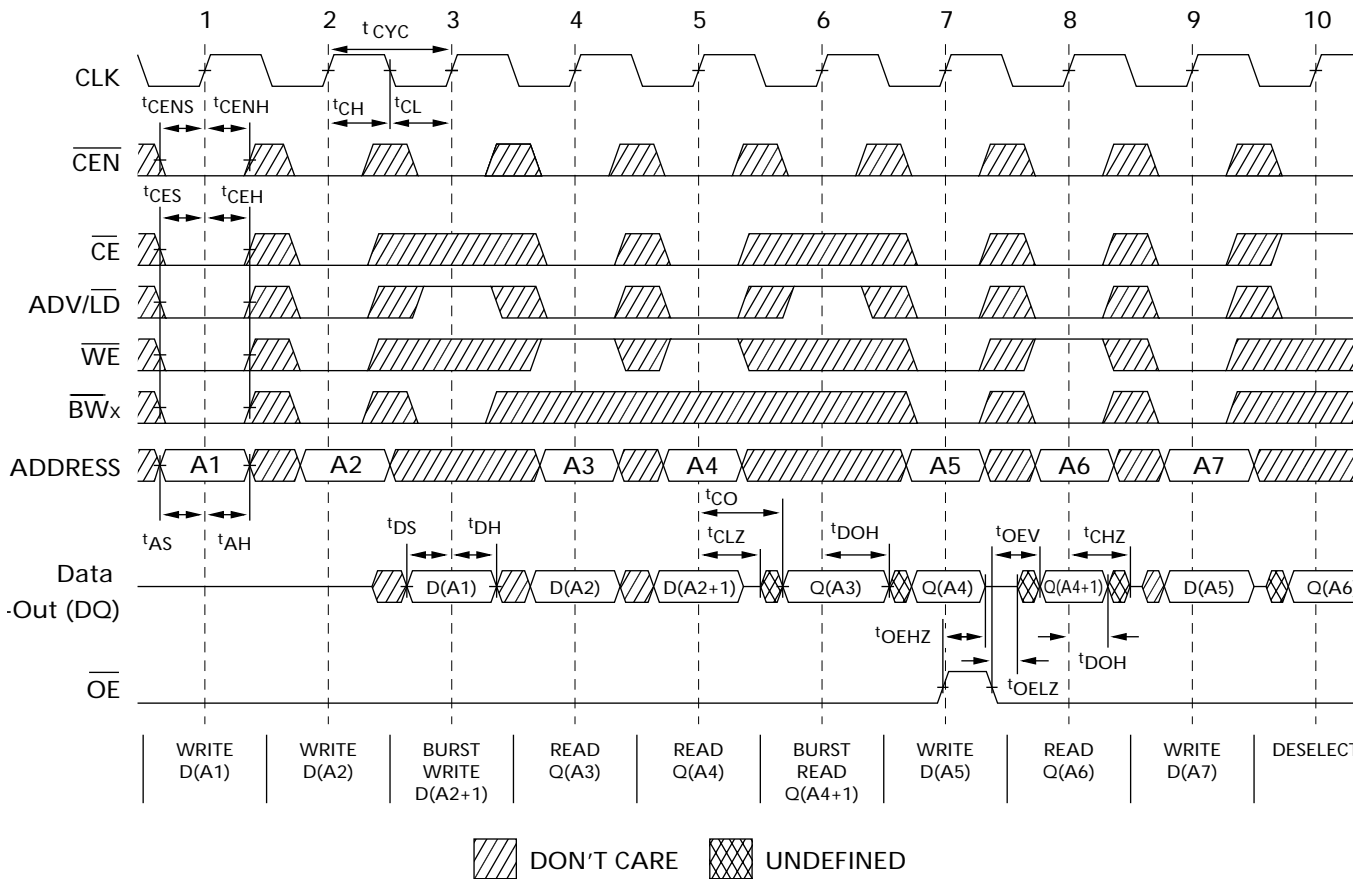 1 2 3 4 5 6 7 8 9 10
tCYC
CLK
tCENS tCENH tCH tCL
CEN
tCES tCEH
CE
ADV/LD
WE
BWx
ADDRESS A1 A2 A3 A4 A5 A6 A7
tCO
tAS tAH tDS tDH tCLZ tDOH tOEV tCHZ
Data
D(A1) D(A2) D(A2+1) Q(A3) Q(A4) Q(A4+1) D(A5) Q(A6
-Out (DQ)
tOEHZ tDOH
tOELZ
OE
WRITE
D(A1)
WRITE
D(A2)
BURST
WRITE
D(A2+1)
READ
Q(A3)
READ
Q(A4)
BURST
READ
Q(A4+1)
WRITE
D(A5)
READ
Q(A6)
WRITE
D(A7)
DESELECT
DON'T CARE UNDEFINED